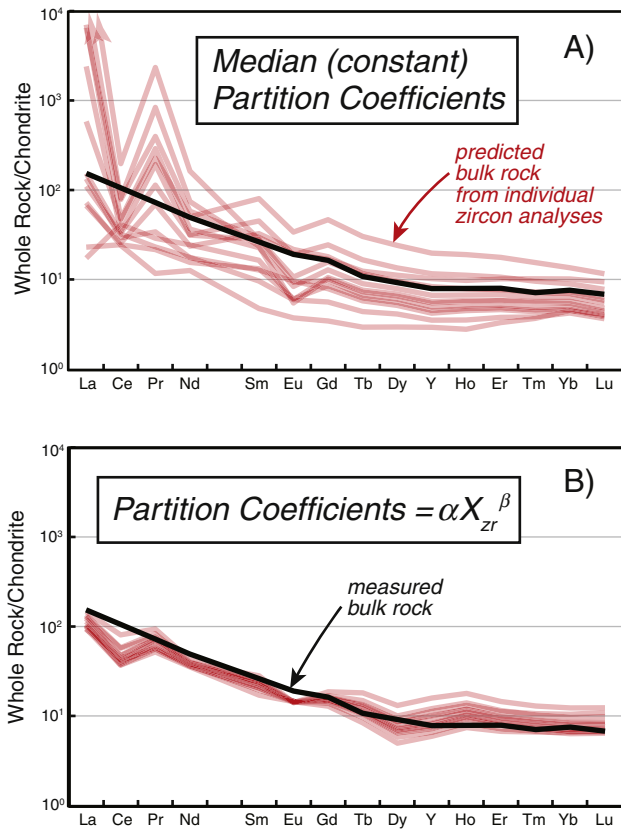 A)
Median (constant)
Partition Coefficients
predicted
bulk rock
from individual
zircon analyses
Whole Rock/Chondrite
10⁴
10³
10²
10¹
10⁰
La Ce Pr Nd Sm Eu Gd Tb Dy Y Ho Er Tm Yb Lu
B)
Partition Coefficients = αX_zr^β
measured
bulk rock
Whole Rock/Chondrite
10⁴
10³
10²
10¹
10⁰
La Ce Pr Nd Sm Eu Gd Tb Dy Y Ho Er Tm Yb Lu